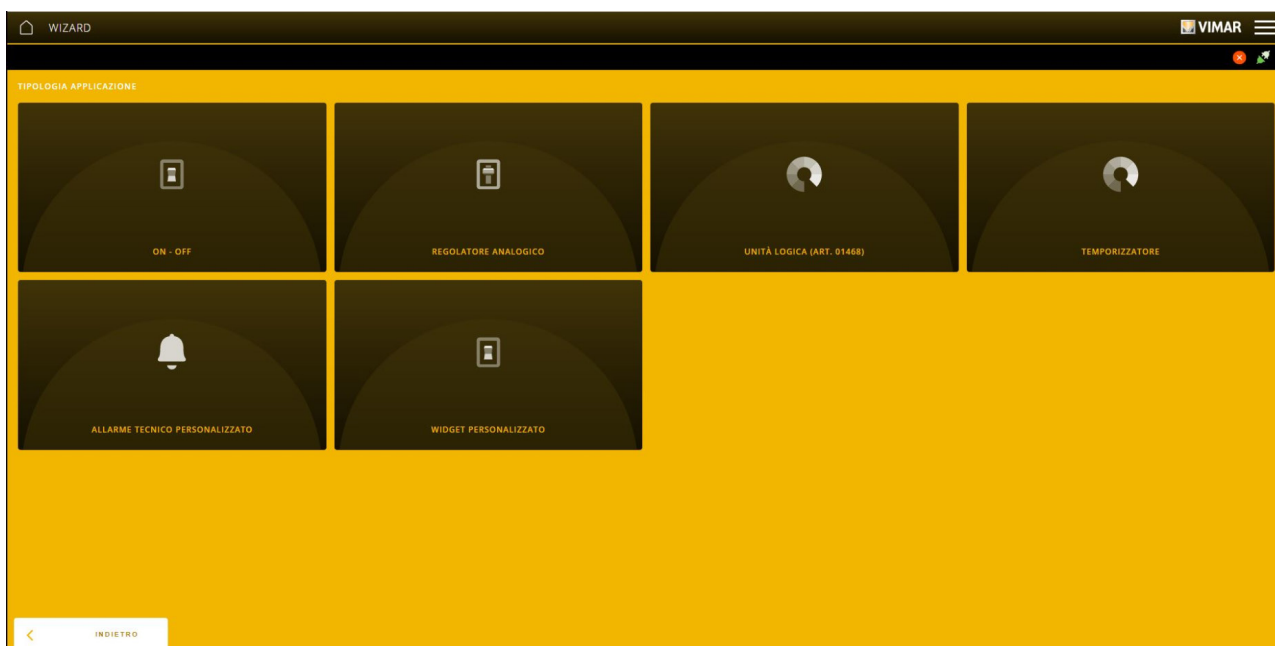 WIZARD
VIMAR
TIPOLOGIA APPLICAZIONE
ON - OFF
REGOLATORE ANALOGICO
UNITÀ LOGICA (ART. 01468)
TEMPORIZZATORE
ALLARME TECNICO PERSONALIZZATO
WIDGET PERSONALIZZATO
INDIETRO